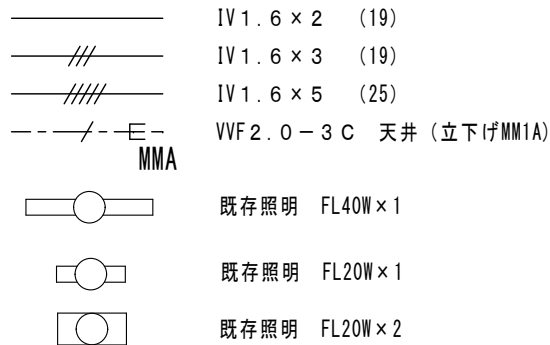 IV1.6×2 (19)
IV1.6×3 (19)
IV1.6×5 (25)
E VVF2.0－3C 天井(立下げMM1A)
MMA
既存照明 FL40W×1
既存照明 FL20W×1
既存照明 FL20W×2